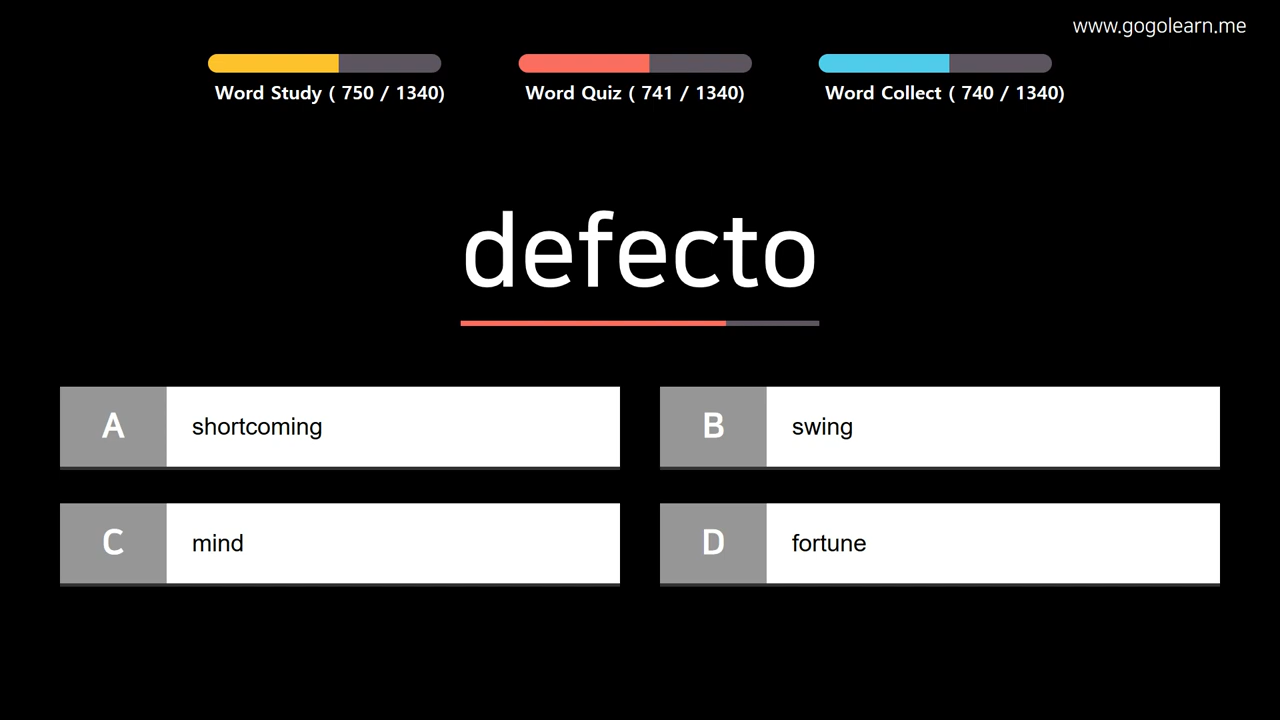 www.gogolearn.me
Word Study ( 750 / 1340)
Word Quiz ( 741 / 1340)
Word Collect ( 740 / 1340)
defecto
A shortcoming
B swing
C mind
D fortune